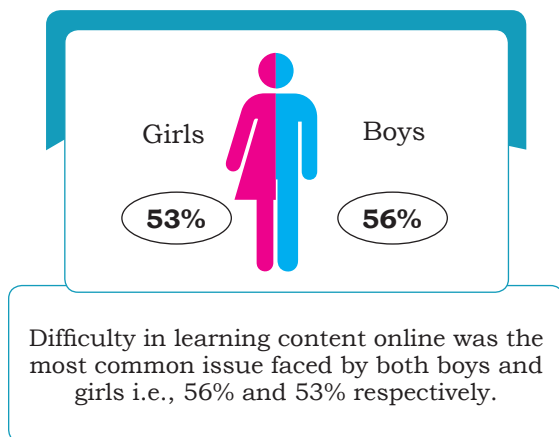 Girls
Boys
53%
56%
Difficulty in learning content online was the
most common issue faced by both boys and
girls i.e., 56% and 53% respectively.